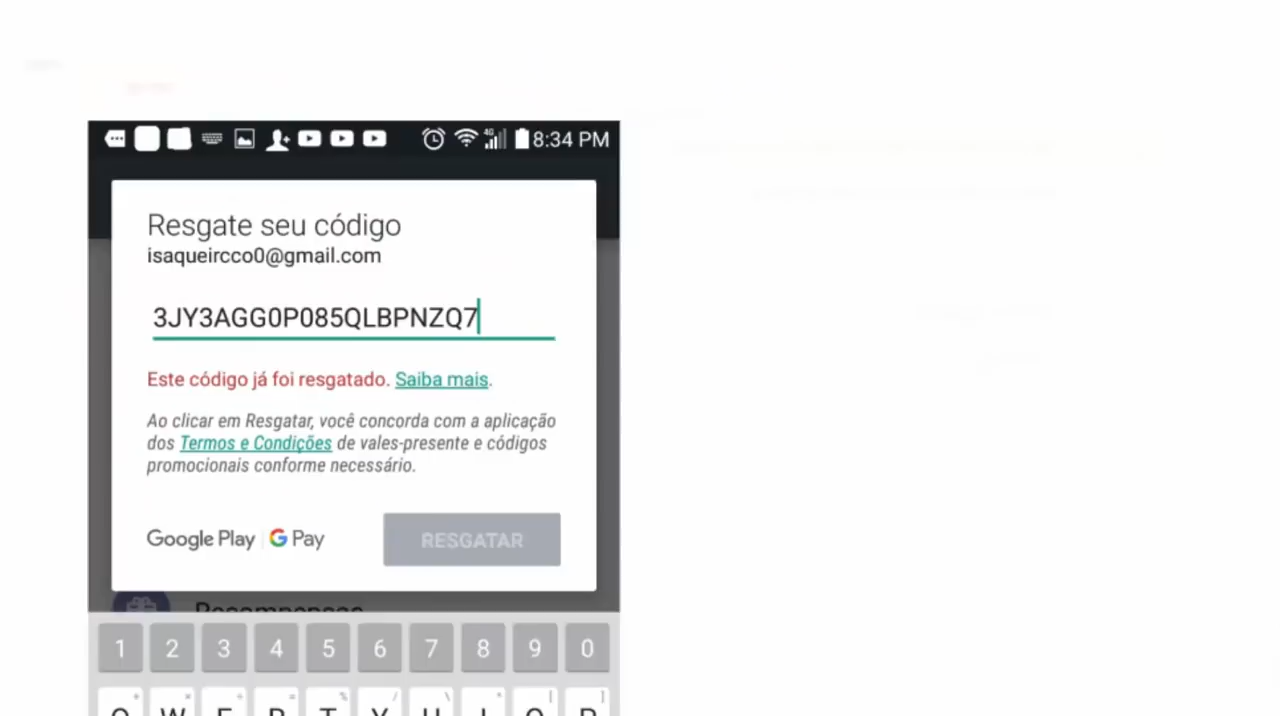 4G 8:34 PM
Resgate seu código
isaqueircco0@gmail.com
3JY3AGG0P085QLBPNZQ7
Este código já foi resgatado. Saiba mais.
Ao clicar em Resgatar, você concorda com a aplicação
dos Termos e Condições de vales-presente e códigos
promocionais conforme necessário.
Google Play | G Pay RESGATAR
Recompensas
1 2 3 4 5 6 7 8 9 0
Q W E R T Y U I O P